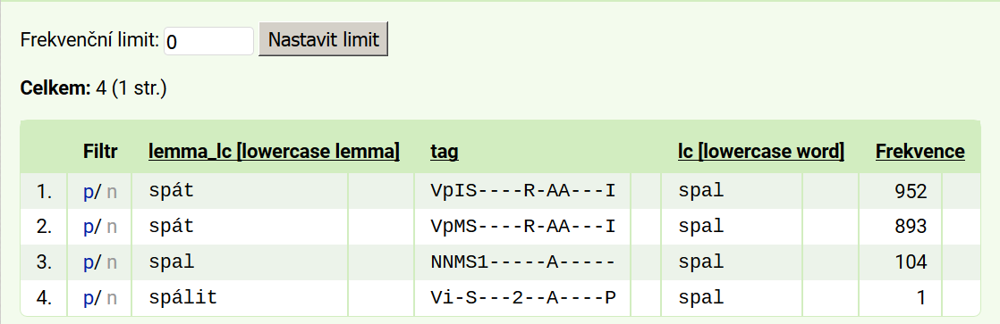 Frekvenční limit: 0 Nastavit limit
Celkem: 4 (1 str.)
Filtr lemma_lc [lowercase lemma] tag lc [lowercase word] Frekvence
1. p/ n spát VpIS----R-AA---I spal 952
2. p/ n spát VpMS----R-AA---I spal 893
3. p/ n spal NNMS1-----A----- spal 104
4. p/ n spálit Vi-S---2--A----P spal 1